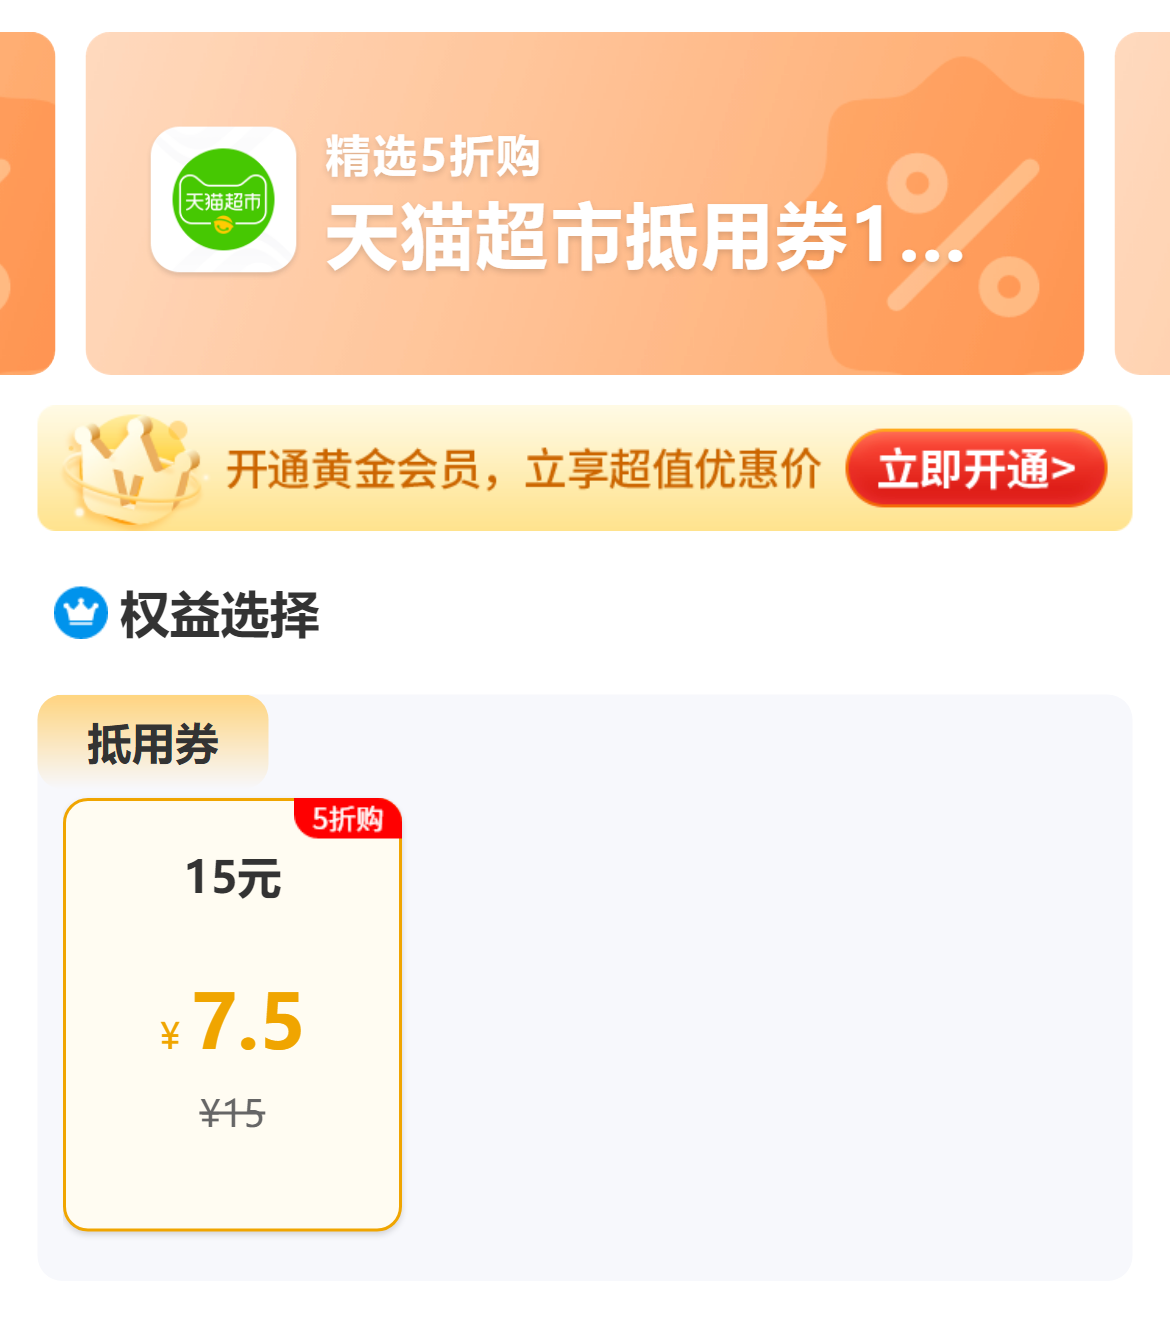 精选5折购
天猫超市
天猫超市抵用券1...
开通黄金会员，立享超值优惠价
立即开通>
权益选择
抵用券
5折购
15元
¥7.5
¥15